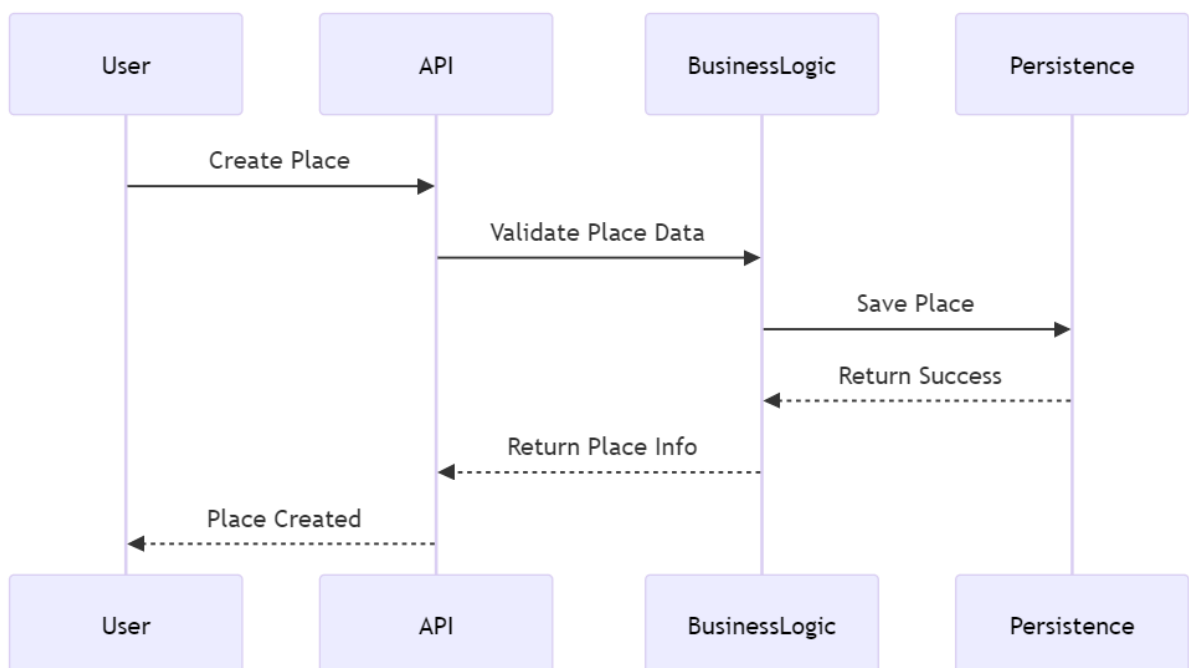 User
API
BusinessLogic
Persistence
Create Place
Validate Place Data
Save Place
Return Success
Return Place Info
Place Created
User
API
BusinessLogic
Persistence